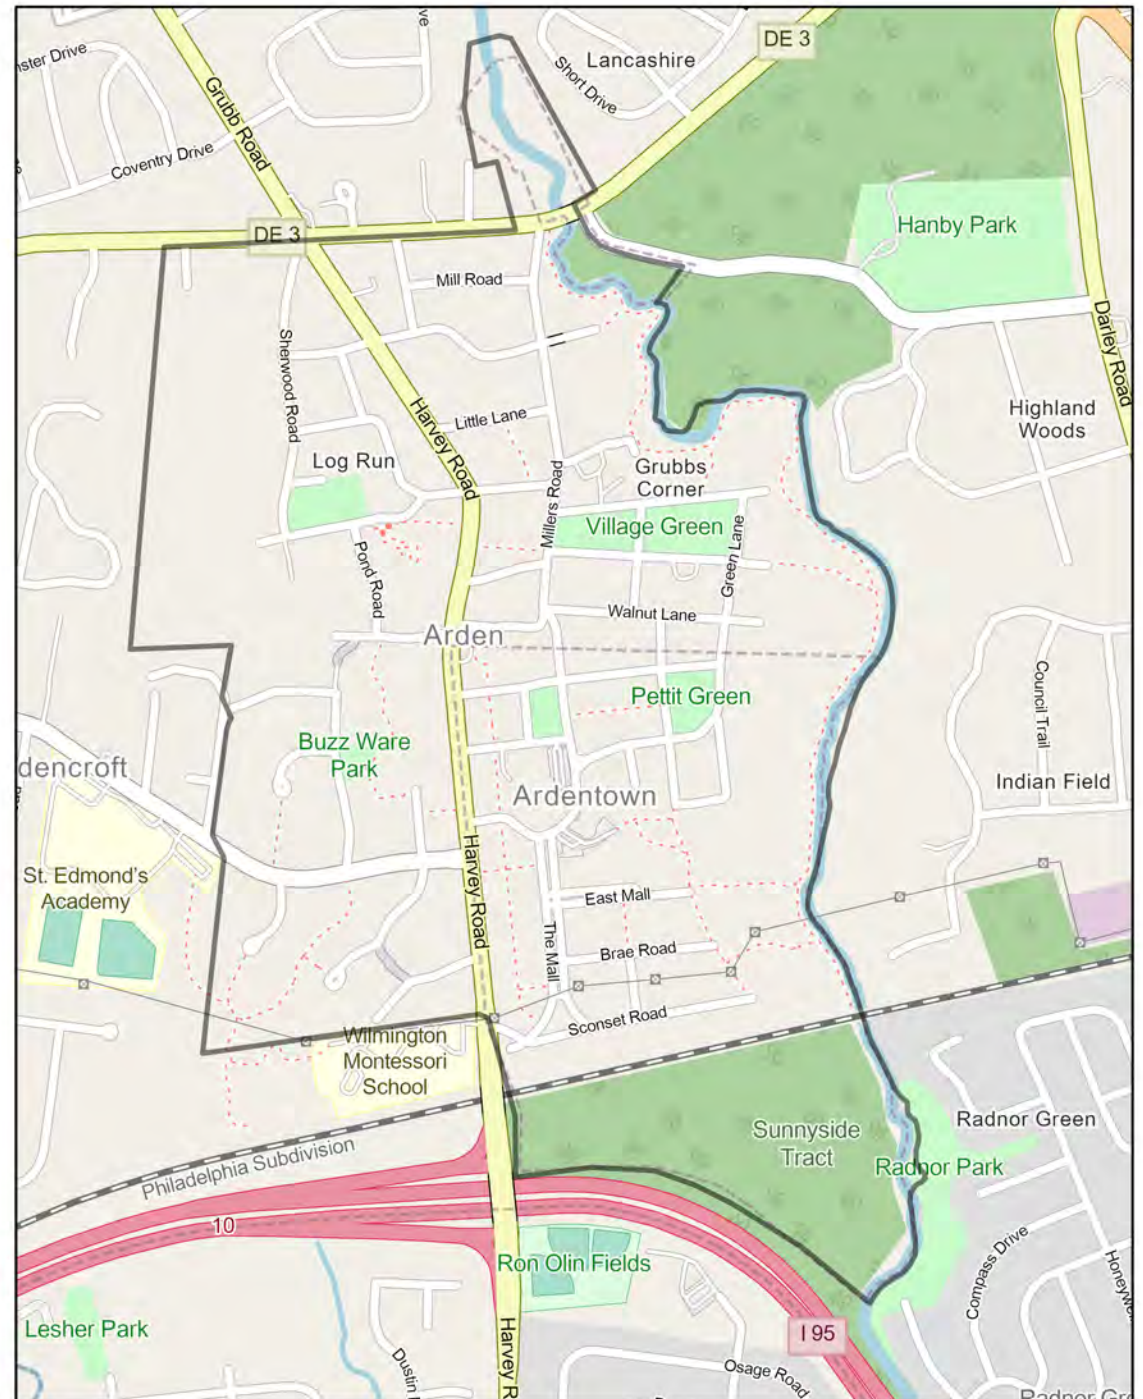 DE 3
Lancashire
Short Drive
Grubb Road
Coventry Drive
DE 3
Hanby Park
Mill Road
Darley Road
Sherwood Road
Harvey Road
Little Lane
Highland
Woods
Log Run
Grubbs
Corner
Millers Road
Village Green
Green Lane
Pond Road
Walnut Lane
Arden
Council Trail
Pettit Green
Buzz Ware
Park
dencroft
Indian Field
Ardentown
St. Edmond's
Academy
Harvey Road
East Mall
The Mall
Brae Road
Sconset Road
Wilmington
Montessori
School
Radnor Green
Sunnyside
Tract
Radnor Park
Philadelphia Subdivision
10
Ron Olin Fields
Compass Drive
Honeywe
I 95
Lesher Park
Harvey R
Dustin
Osage Road